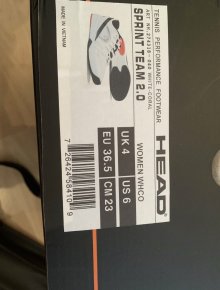 TENNIS PERFORMANCE FOOTWEAR
SPRINT TEAM 2.0
MADE IN VIETNAM
HEAD
WOMEN WHCO
UK 4
US 6
EU 36.5
CM 23